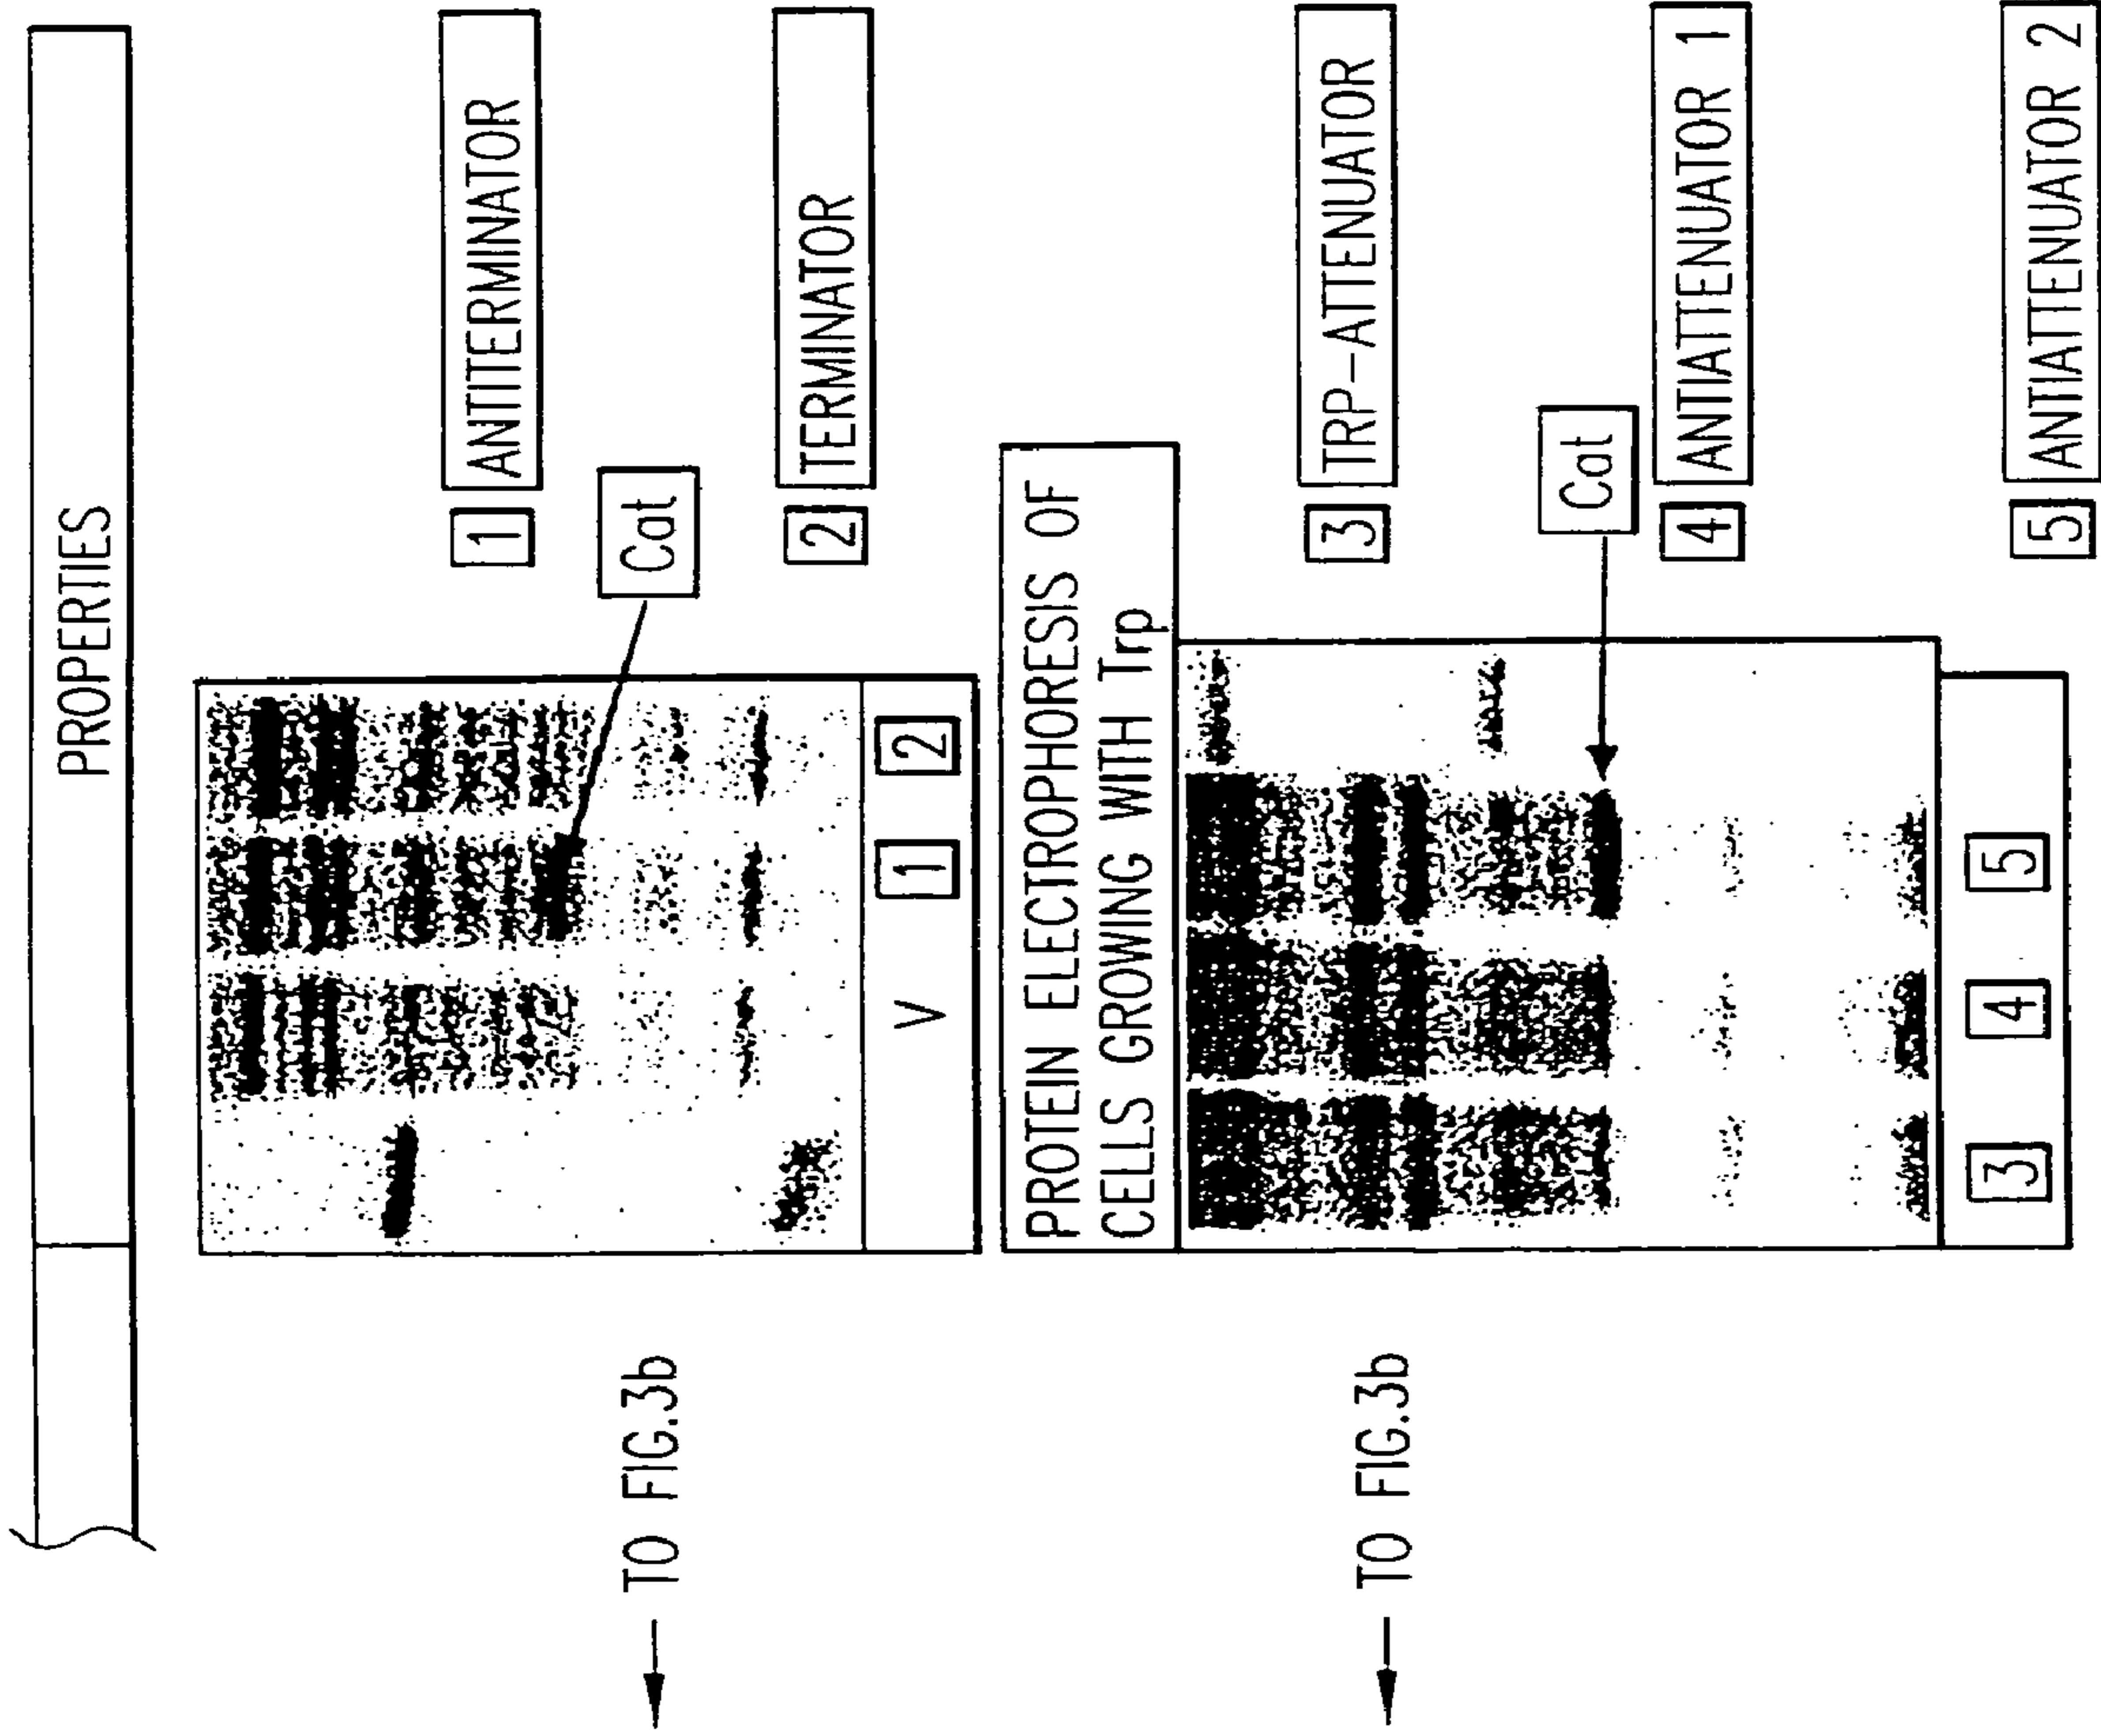 PROPERTIES
1 ANTITERMINATOR
Cat
2 TERMINATOR
V 1 2
TO FIG.3b
PROTEIN ELECTROPHORESIS OF
CELLS GROWING WITH Trp
3 TRP-ATTENUATOR
Cat
4 ANTIATTENUATOR 1
5 ANTIATTENUATOR 2
3 4 5
TO FIG.3b